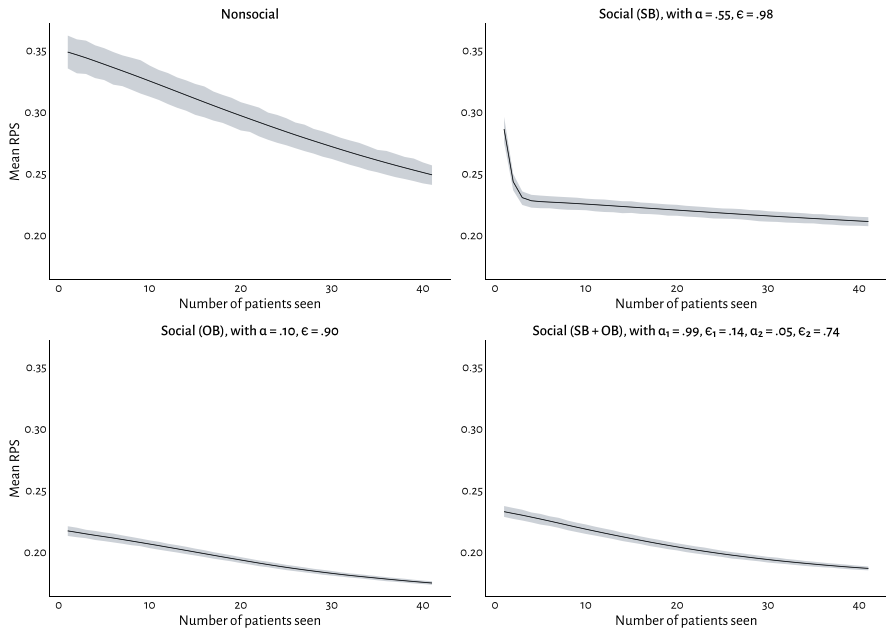 Nonsocial
Social (SB), with α = .55, ϵ = .98
0.35
0.30
0.25
0.20
Mean RPS
0 10 20 30 40
Number of patients seen
0.35
0.30
0.25
0.20
0 10 20 30 40
Number of patients seen
Social (OB), with α = .10, ϵ = .90
Social (SB + OB), with α₁ = .99, ϵ₁ = .14, α₂ = .05, ϵ₂ = .74
0.35
0.30
0.25
0.20
Mean RPS
0 10 20 30 40
Number of patients seen
0.35
0.30
0.25
0.20
0 10 20 30 40
Number of patients seen